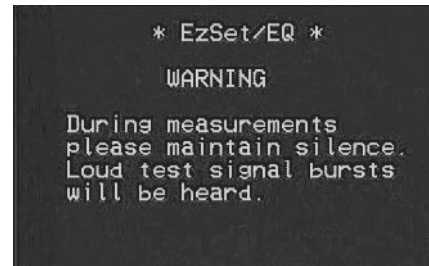 * EzSet/EQ *
WARNING
During measurements
please maintain silence.
Loud test signal bursts
will be heard.